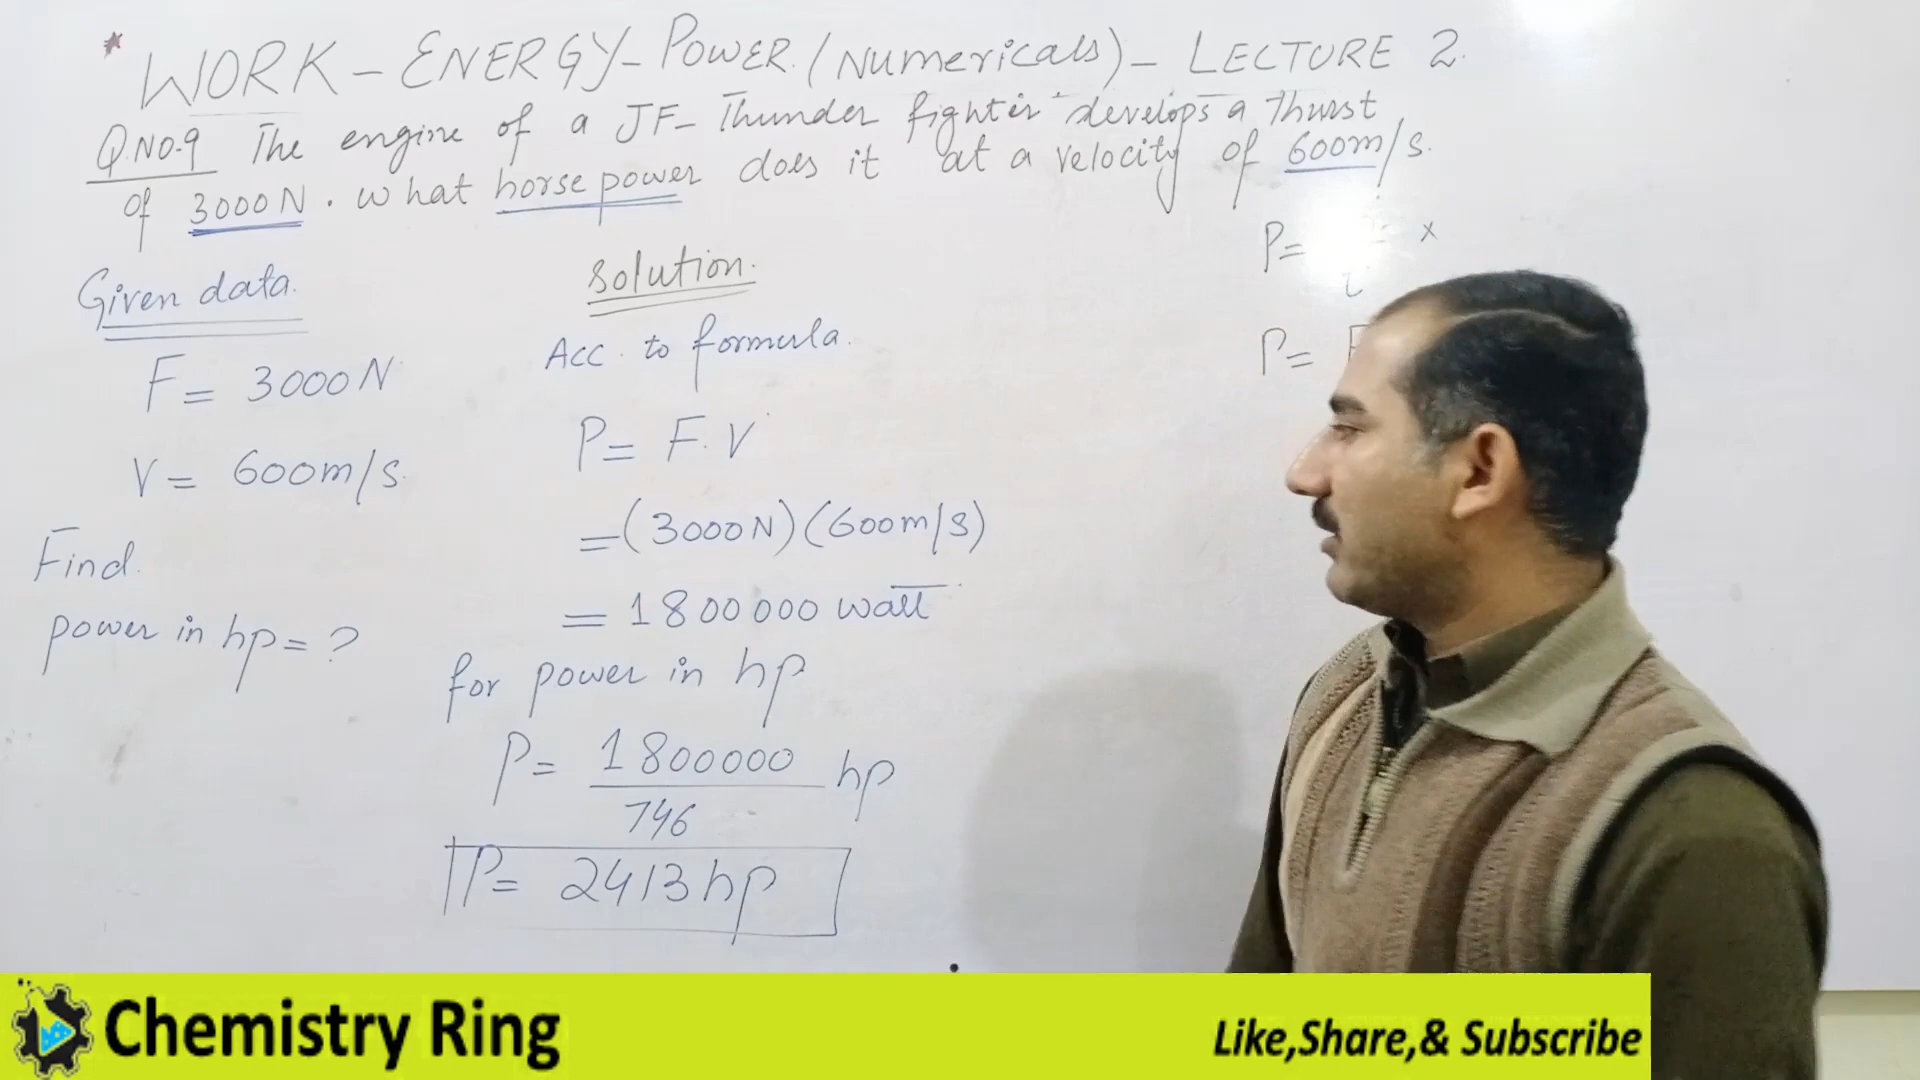 * WORK - ENERGY - POWER. (Numericals) - LECTURE 2.
Q.NO.9 The engine of a JF- Thunder fighter develops a Thurst
of 3000N. what horse power does it at a velocity of 600m/s.
Given data.
F = 3000N
V = 600m/s.
Find.
power in hp = ?
Solution.
Acc. to formula.
P = F. V
= (3000N) (600m/s)
= 1800000 watt
for power in hp
P = 1800000 hp
746
P = 2413 hp
P=
x
P=
Chemistry Ring
Like,Share,& Subscribe